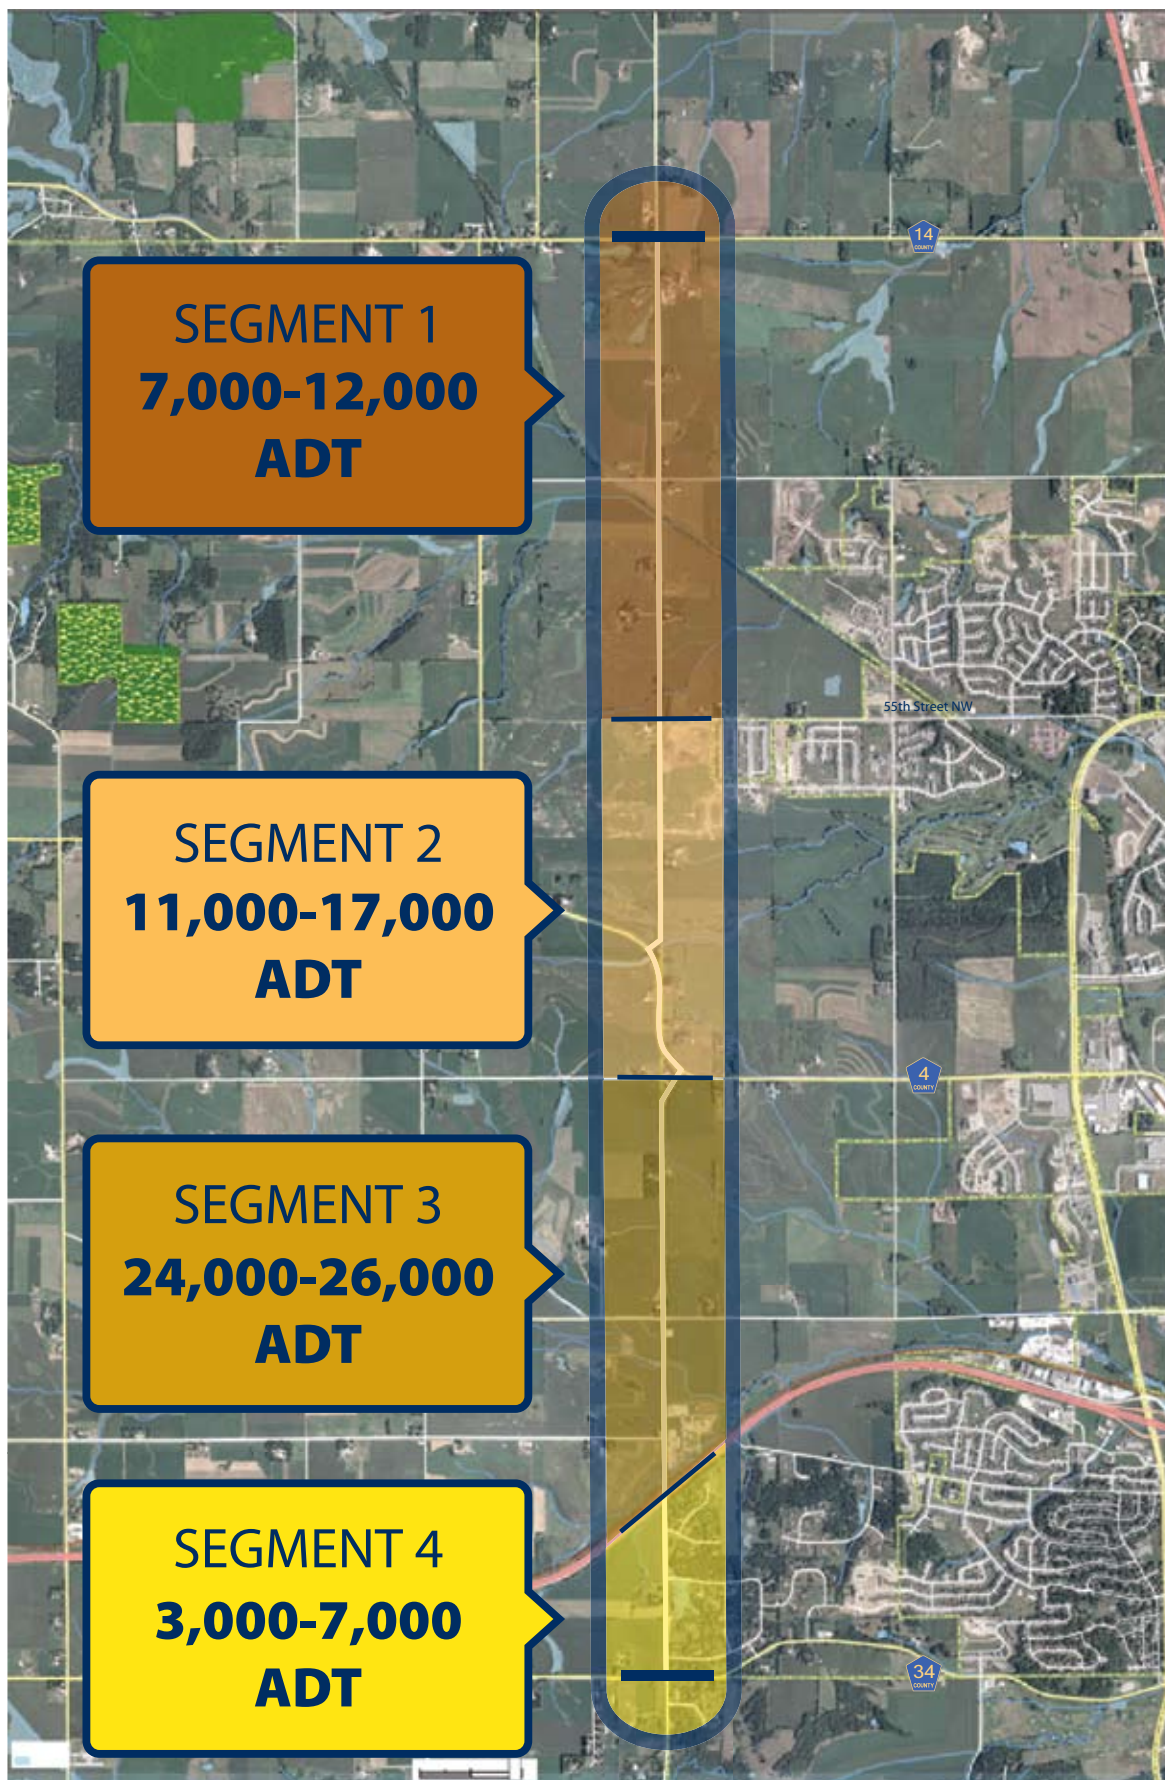 14
COUNTY
SEGMENT 1
7,000-12,000
ADT
55th Street NW
SEGMENT 2
11,000-17,000
ADT
4
COUNTY
SEGMENT 3
24,000-26,000
ADT
SEGMENT 4
3,000-7,000
ADT
34
COUNTY